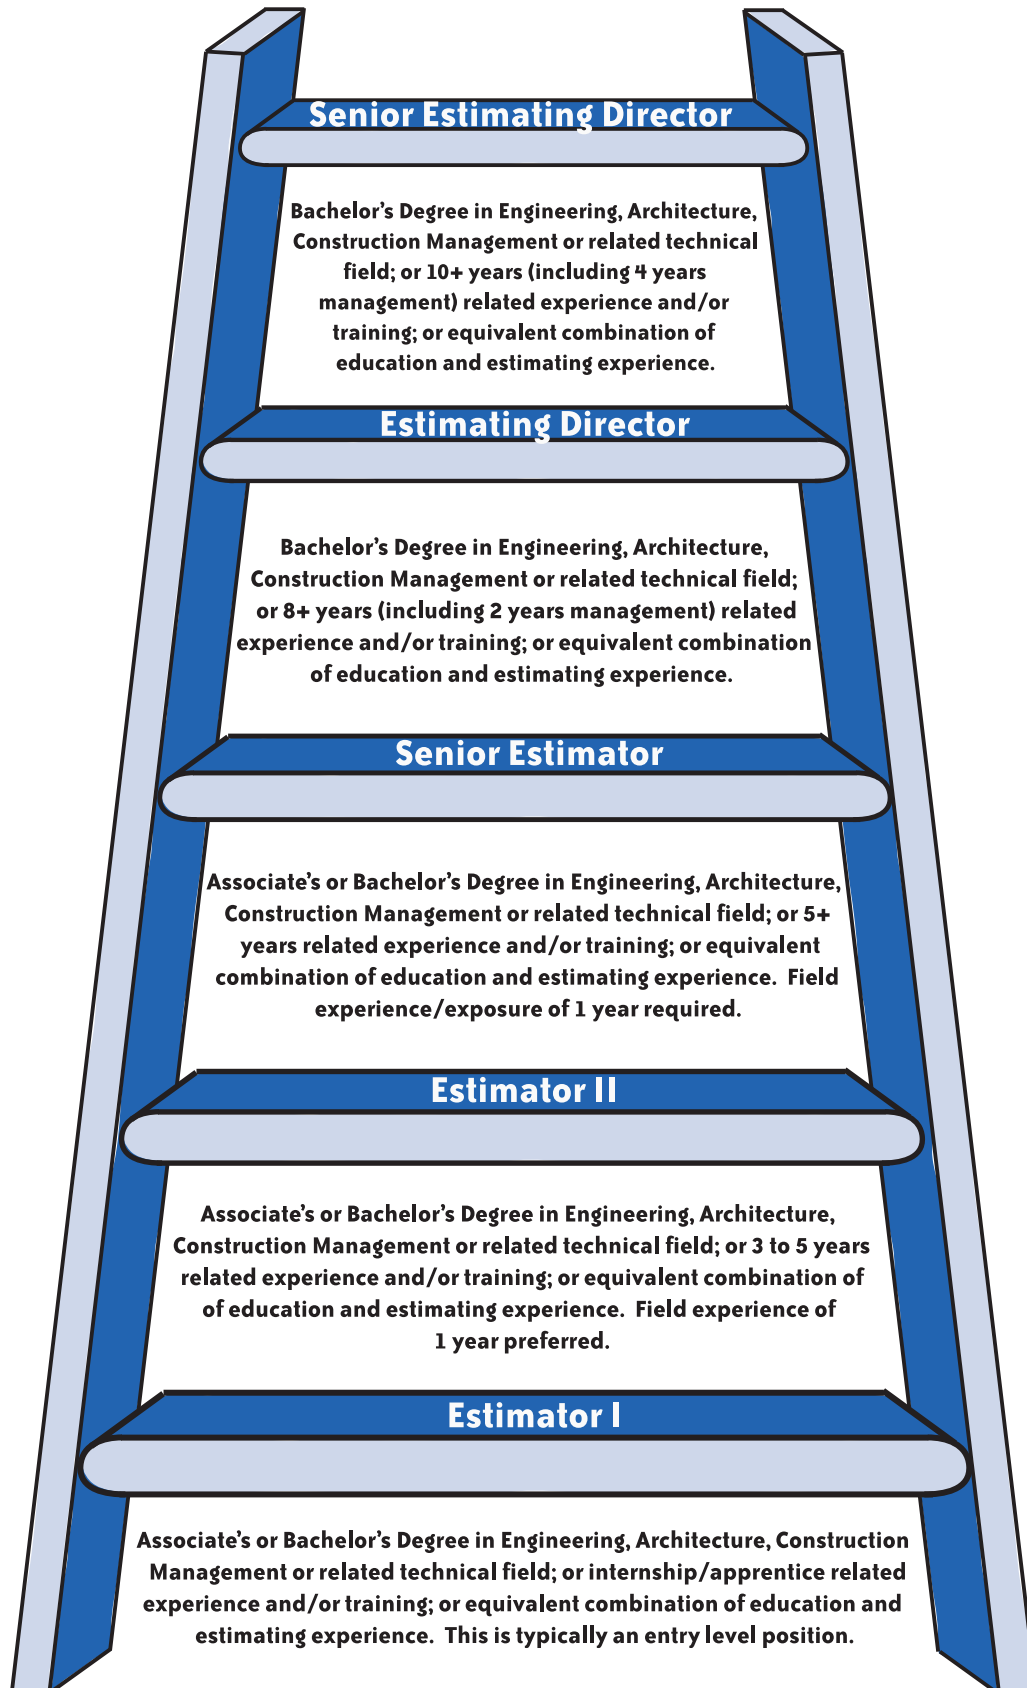 Senior Estimating Director
Bachelor’s Degree in Engineering, Architecture,
Construction Management or related technical
field; or 10+ years (including 4 years
management) related experience and/or
training; or equivalent combination of
education and estimating experience.
Estimating Director
Bachelor’s Degree in Engineering, Architecture,
Construction Management or related technical field;
or 8+ years (including 2 years management) related
experience and/or training; or equivalent combination
of education and estimating experience.
Senior Estimator
Associate’s or Bachelor’s Degree in Engineering, Architecture,
Construction Management or related technical field; or 5+
years related experience and/or training; or equivalent
combination of education and estimating experience.  Field
experience/exposure of 1 year required.
Estimator II
Associate’s or Bachelor’s Degree in Engineering, Architecture,
Construction Management or related technical field; or 3 to 5 years
related experience and/or training; or equivalent combination of
of education and estimating experience.  Field experience of
1 year preferred.
Estimator I
Associate’s or Bachelor’s Degree in Engineering, Architecture, Construction
Management or related technical field; or internship/apprentice related
experience and/or training; or equivalent combination of education and
estimating experience.  This is typically an entry level position.